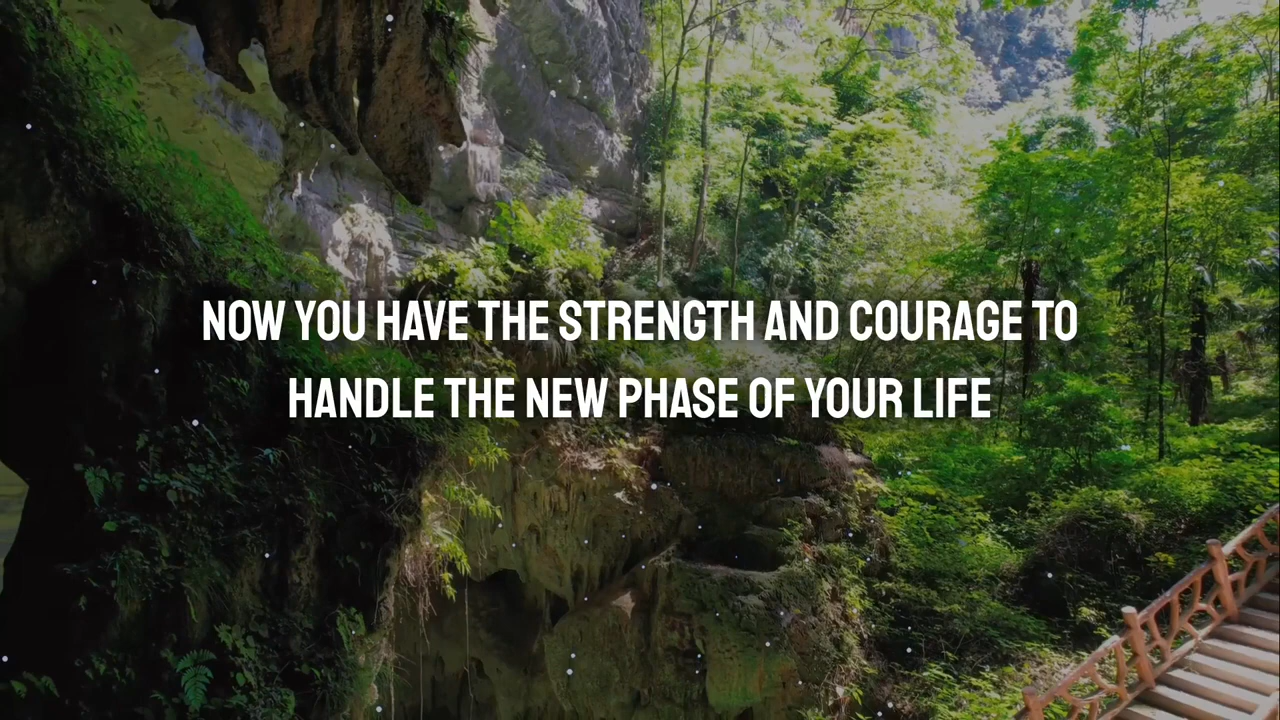 NOW YOU HAVE THE STRENGTH AND COURAGE TO
HANDLE THE NEW PHASE OF YOUR LIFE